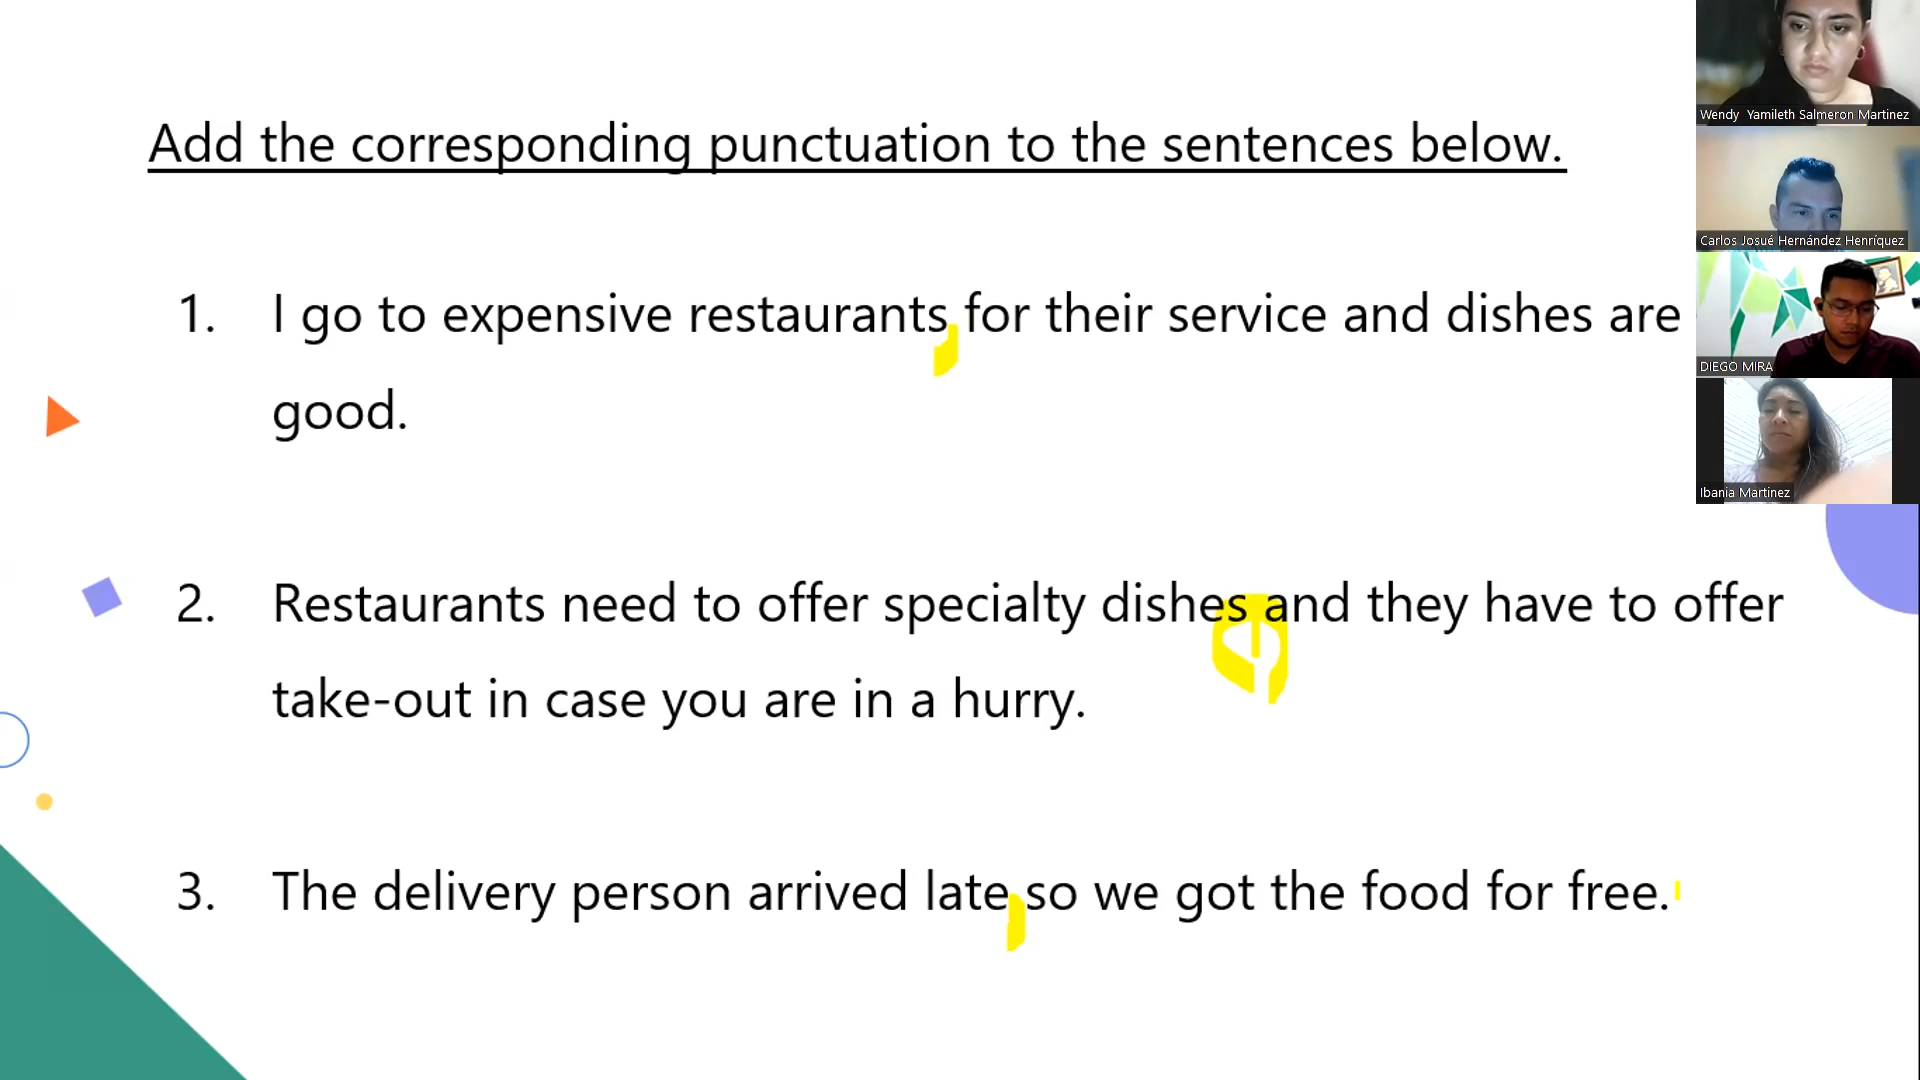 Add the corresponding punctuation to the sentences below.
1. I go to expensive restaurants, for their service and dishes are
good.
2. Restaurants need to offer specialty dishes, and they have to offer
take-out in case you are in a hurry.
3. The delivery person arrived late, so we got the food for free.
Wendy Yamileth Salmeron Martinez
Carlos Josué Hernández Henríquez
DIEGO MIRA
Ibania Martinez